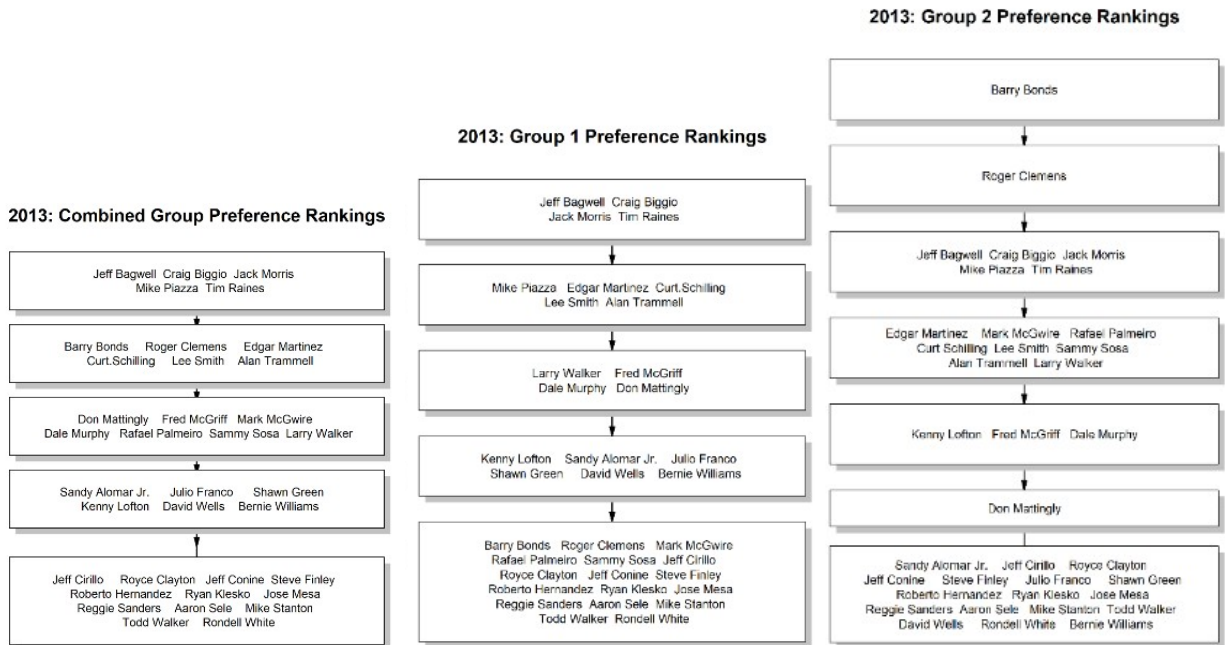 2013: Combined Group Preference Rankings
Jeff Bagwell Craig Biggio Jack Morris
Mike Piazza Tim Raines
Barry Bonds Roger Clemens Edgar Martinez
Curt.Schilling Lee Smith Alan Trammell
Don Mattingly Fred McGriff Mark McGwire
Dale Murphy Rafael Palmeiro Sammy Sosa Larry Walker
Sandy Alomar Jr. Julio Franco Shawn Green
Kenny Lofton David Wells Bernie Williams
Jeff Cirillo Royce Clayton Jeff Conine Steve Finley
Roberto Hernandez Ryan Klesko Jose Mesa
Reggie Sanders Aaron Sele Mike Stanton
Todd Walker Rondell White
2013: Group 1 Preference Rankings
Jeff Bagwell Craig Biggio
Jack Morris Tim Raines
Mike Piazza Edgar Martinez Curt.Schilling
Lee Smith Alan Trammell
Larry Walker Fred McGriff
Dale Murphy Don Mattingly
Kenny Lofton Sandy Alomar Jr. Julio Franco
Shawn Green David Wells Bernie Williams
Barry Bonds Roger Clemens Mark McGwire
Rafael Palmeiro Sammy Sosa Jeff Cirillo
Royce Clayton Jeff Conine Steve Finley
Roberto Hernandez Ryan Klesko Jose Mesa
Reggie Sanders Aaron Sele Mike Stanton
Todd Walker Rondell White
2013: Group 2 Preference Rankings
Barry Bonds
Roger Clemens
Jeff Bagwell Craig Biggio Jack Morris
Mike Piazza Tim Raines
Edgar Martinez Mark McGwire Rafael Palmeiro
Curt Schilling Lee Smith Sammy Sosa
Alan Trammell Larry Walker
Kenny Lofton Fred McGriff Dale Murphy
Don Mattingly
Sandy Alomar Jr. Jeff Cirillo Royce Clayton
Jeff Conine Steve Finley Julio Franco Shawn Green
Roberto Hernandez Ryan Klesko Jose Mesa
Reggie Sanders Aaron Sele Mike Stanton Todd Walker
David Wells Rondell White Bernie Williams